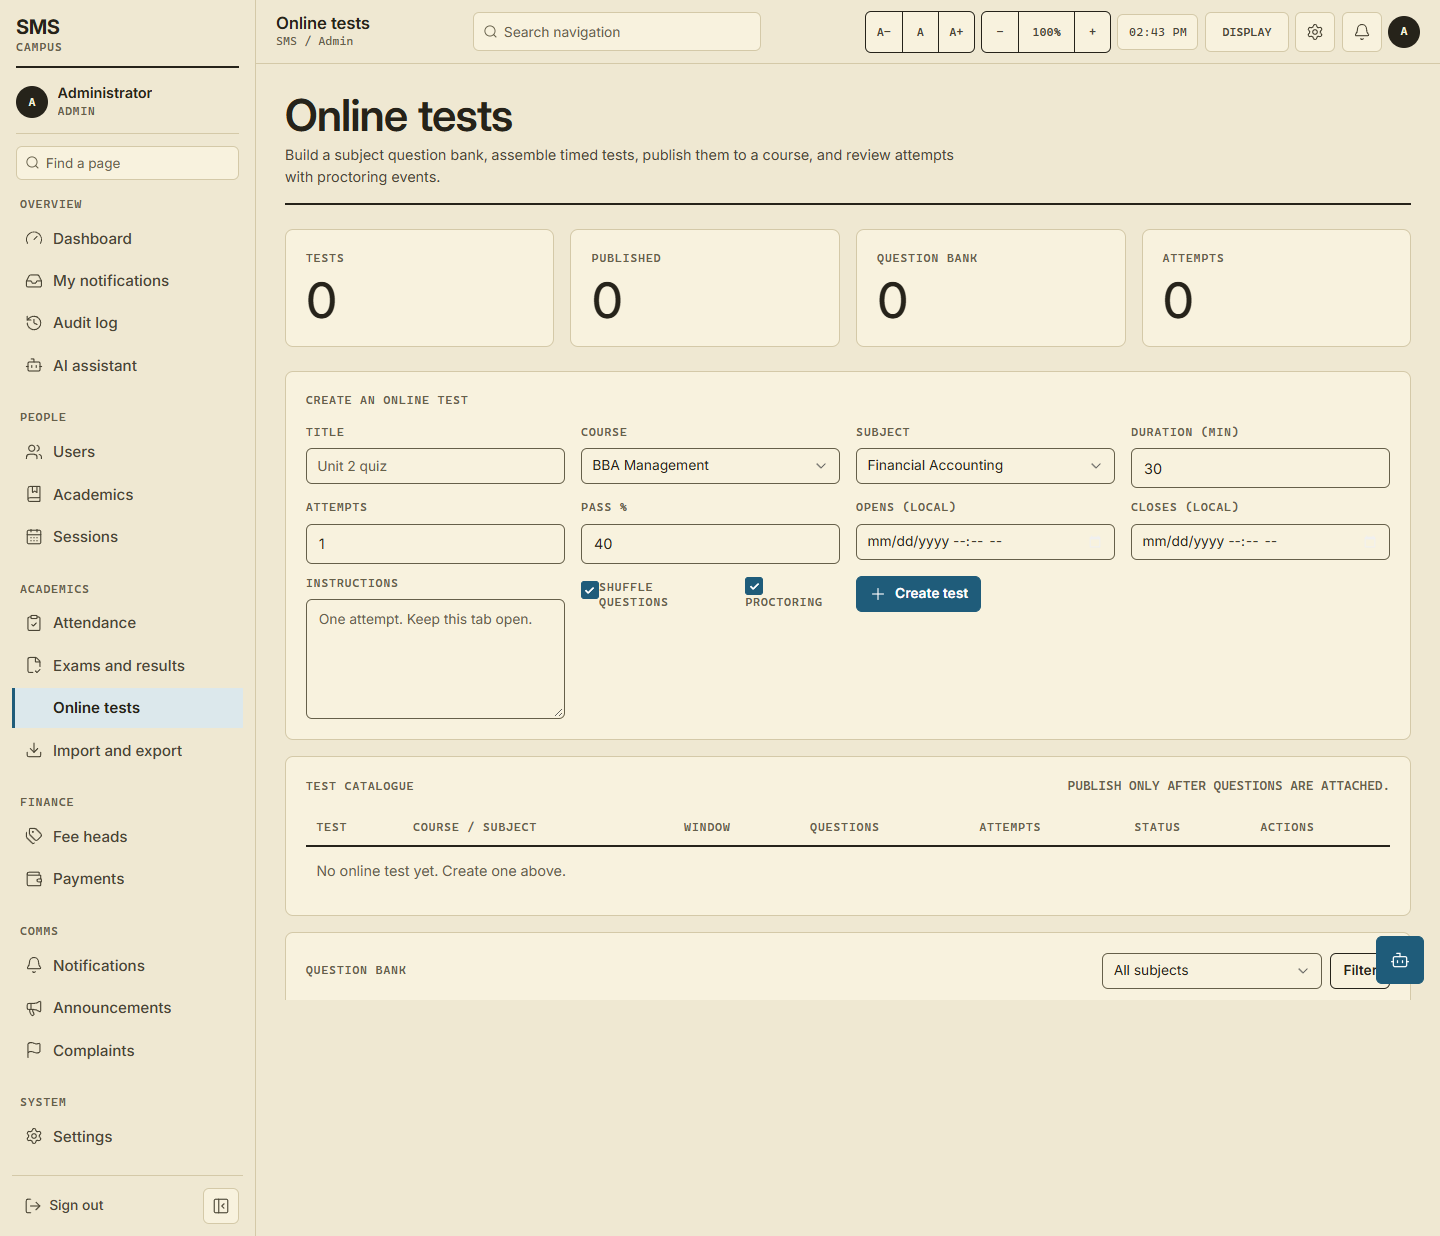 SMS
CAMPUS
A
Administrator
ADMIN
Find a page
OVERVIEW
Dashboard
My notifications
Audit log
AI assistant
PEOPLE
Users
Academics
Sessions
ACADEMICS
Attendance
Exams and results
Online tests
Import and export
FINANCE
Fee heads
Payments
COMMS
Notifications
Announcements
Complaints
SYSTEM
Settings
Sign out
Online tests
SMS / Admin
Search navigation
A− A A+ − 100% + 02:43 PM DISPLAY A
Online tests
Build a subject question bank, assemble timed tests, publish them to a course, and review attempts
with proctoring events.
TESTS PUBLISHED QUESTION BANK ATTEMPTS
0 0 0 0
CREATE AN ONLINE TEST
TITLE COURSE SUBJECT DURATION (MIN)
Unit 2 quiz BBA Management Financial Accounting 30
ATTEMPTS PASS % OPENS (LOCAL) CLOSES (LOCAL)
1 40 mm/dd/yyyy --:-- -- mm/dd/yyyy --:-- --
INSTRUCTIONS
One attempt. Keep this tab open.
SHUFFLE
QUESTIONS
PROCTORING
Create test
TEST CATALOGUE PUBLISH ONLY AFTER QUESTIONS ARE ATTACHED.
TEST COURSE / SUBJECT WINDOW QUESTIONS ATTEMPTS STATUS ACTIONS
No online test yet. Create one above.
QUESTION BANK All subjects Filter